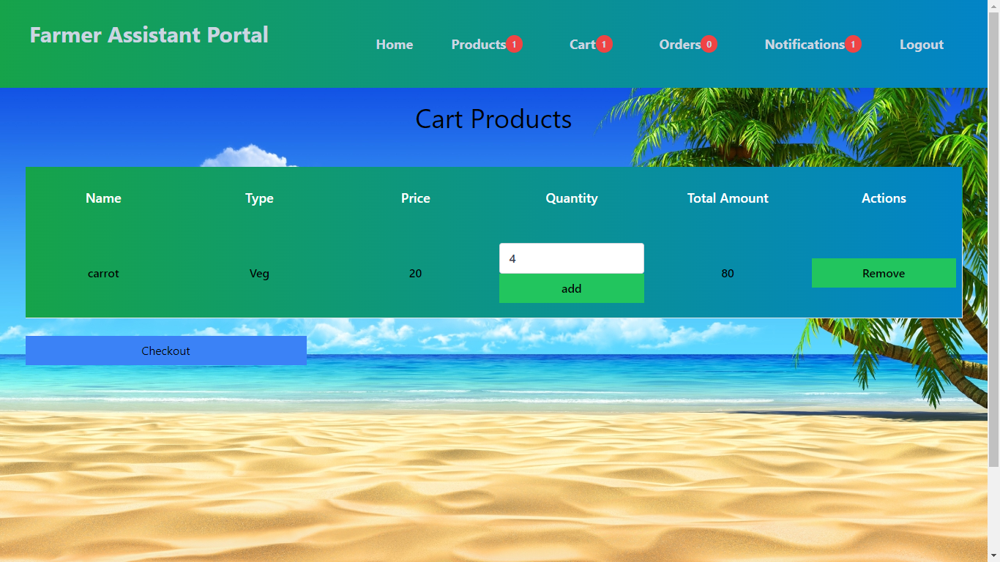 Farmer Assistant Portal
Home Products 1 Cart 1 Orders 0 Notifications 1 Logout
Cart Products
Name Type Price Quantity Total Amount Actions
4
carrot Veg 20 80 Remove
add
Checkout